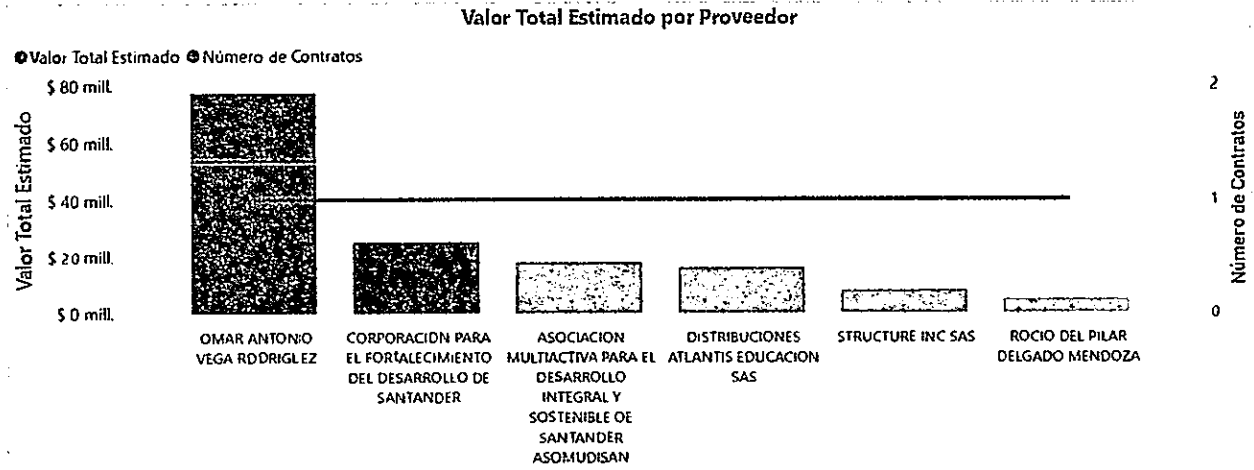 Valor Total Estimado por Proveedor
Valor Total Estimado Número de Contratos
$ 80 mill.
$ 60 mill.
$ 40 mill.
$ 20 mill.
$ 0 mill.
Valor Total Estimado
2
1
0
Número de Contratos
OMAR ANTONIO
VEGA RDDRIGLEZ
CORPORACIDN PARA
EL FORTALECIMIENTO
DEL DESARROLLO DE
SANTANDER
ASOCIACION
MULTIACTIVA PARA EL
DESARROLLO
INTEGRAL Y
SOSTENIBLE OE
SANTANDER
ASOMUDISAN
DISTRIBUCIONES
ATLANTIS EDUCACION
SAS
STRUCTURE INC SAS
ROCIO DEL PILAR
DELGADO MENDOZA